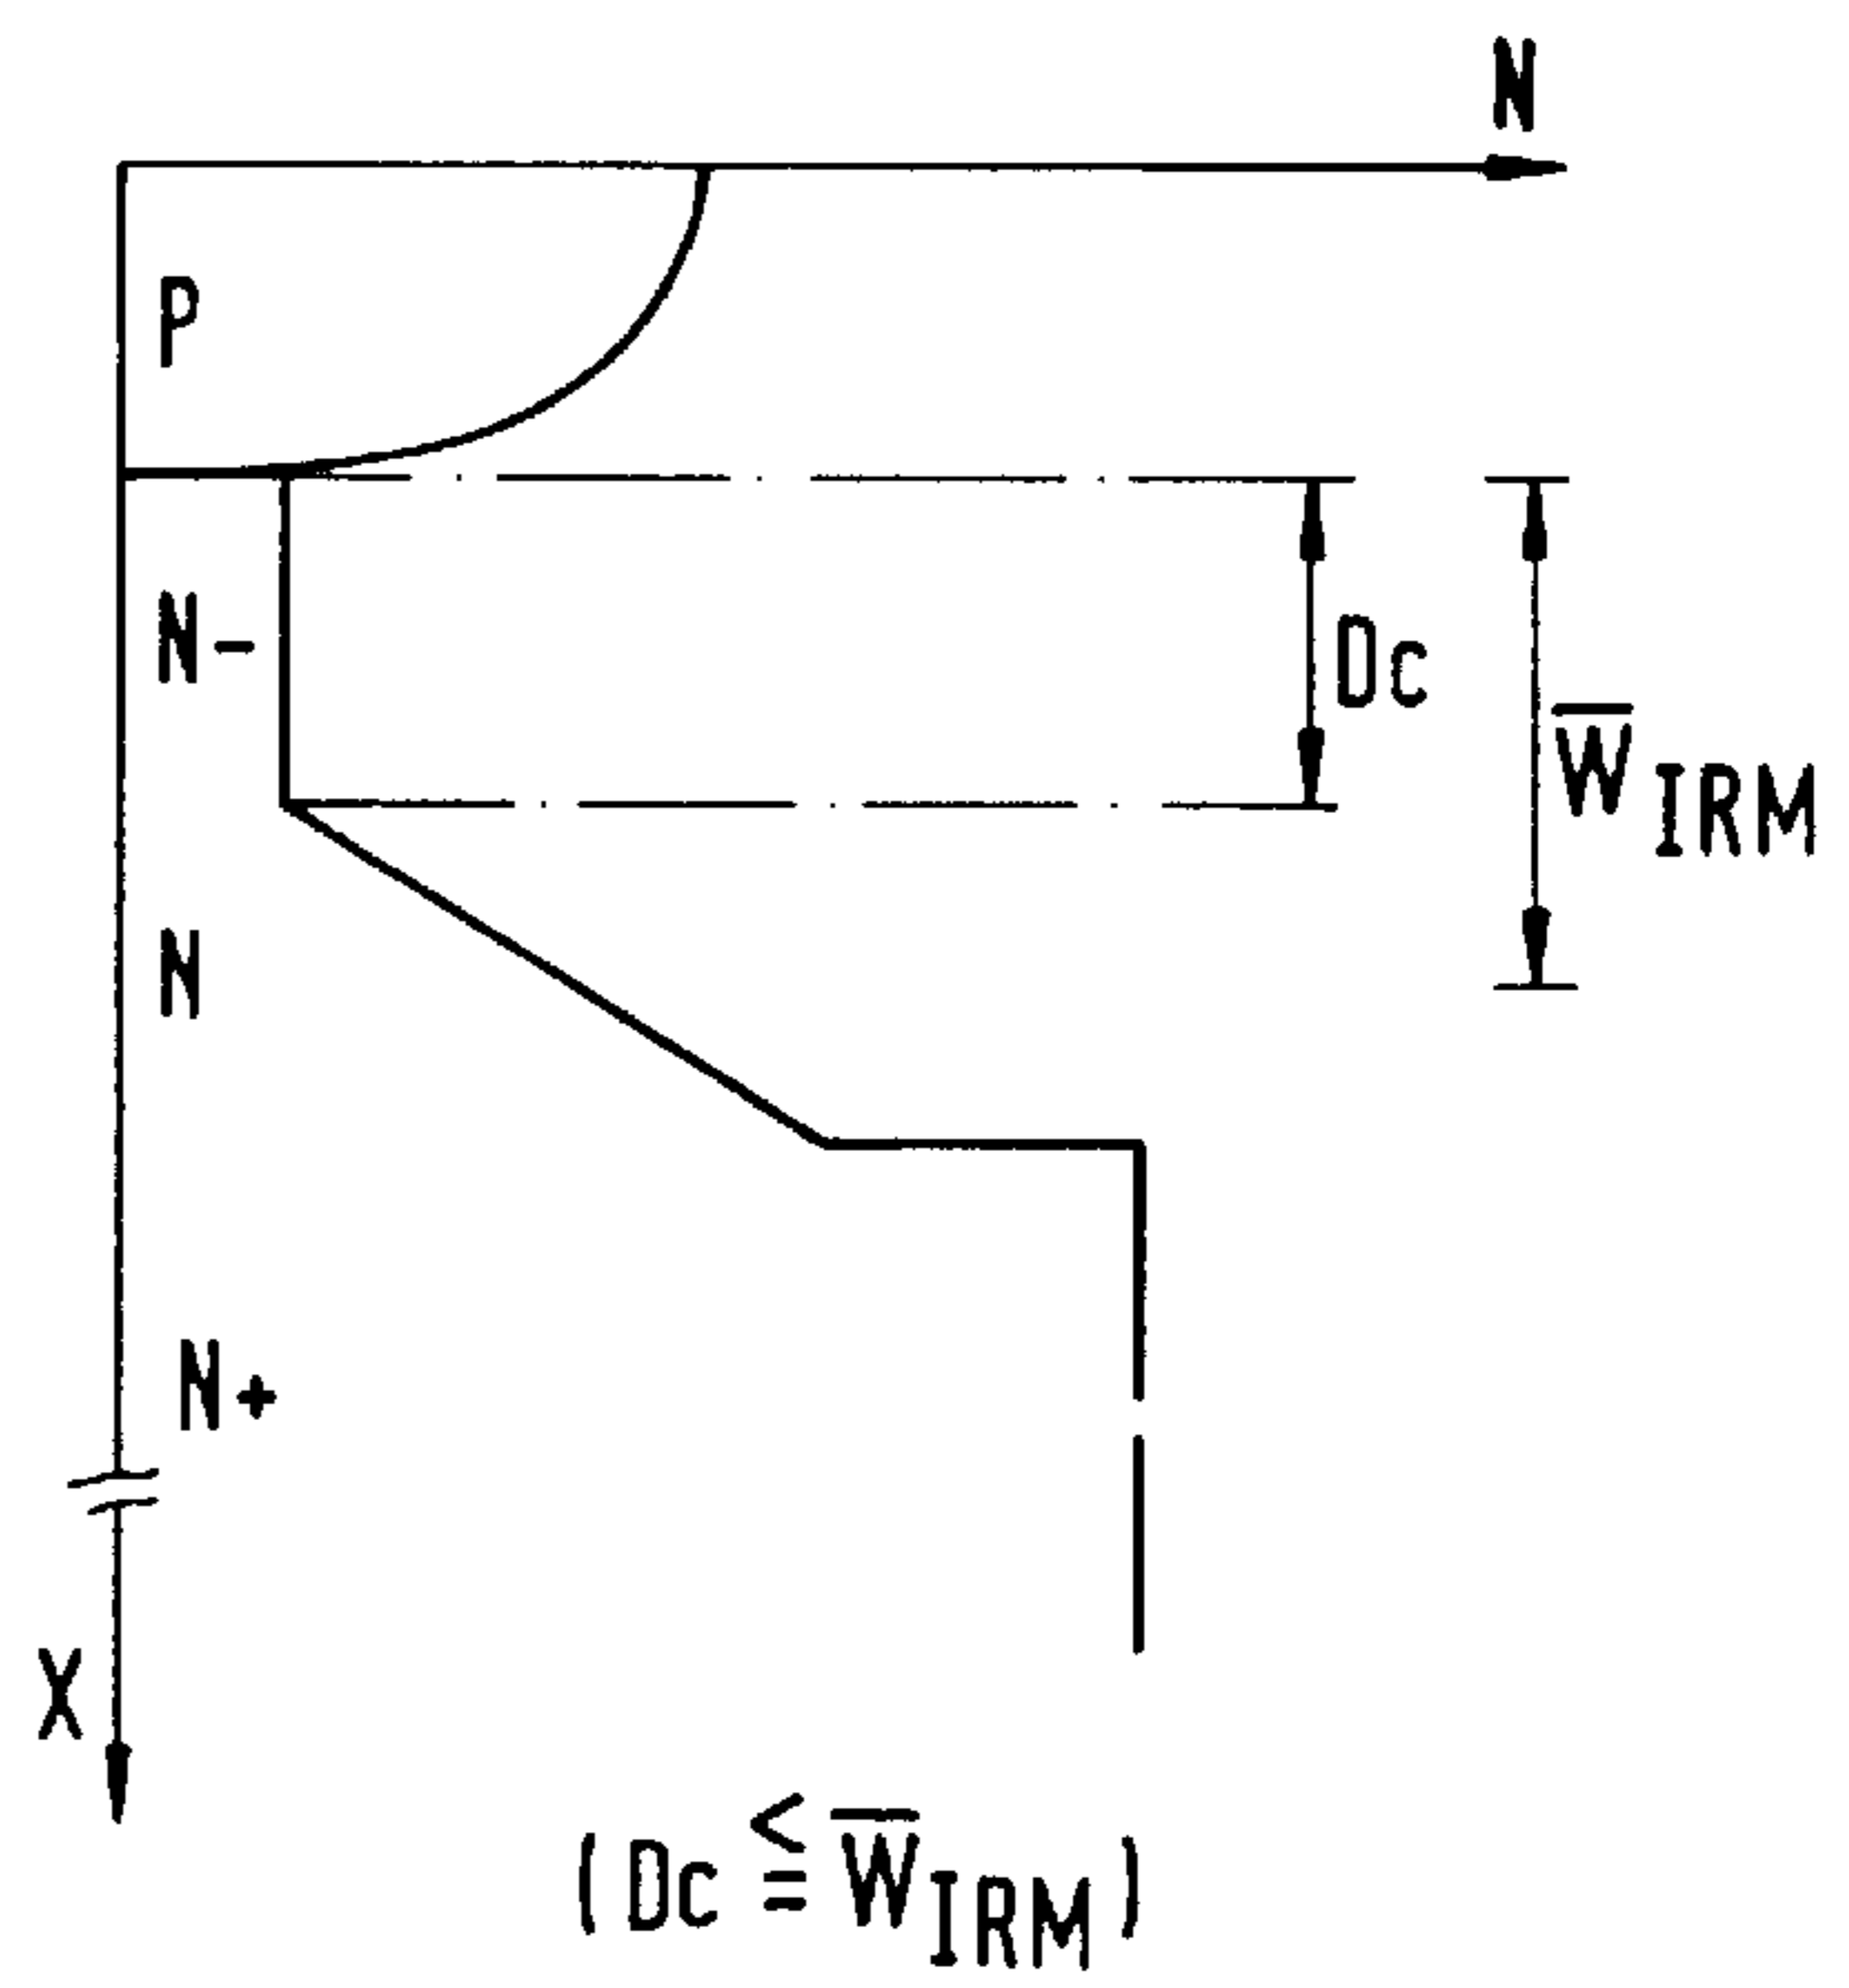 N
P
N-
Dc
W̅IRM
N
N+
X
(Dc ≦ W̅IRM)